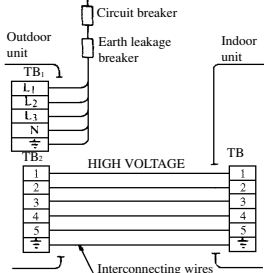 Circuit breaker
Outdoor
unit
Earth leakage
breaker
Indoor
unit
TB1
L1
L2
L3
N
TB2
HIGH VOLTAGE
TB
1
1
2
2
3
3
4
4
5
5
Interconnecting wires